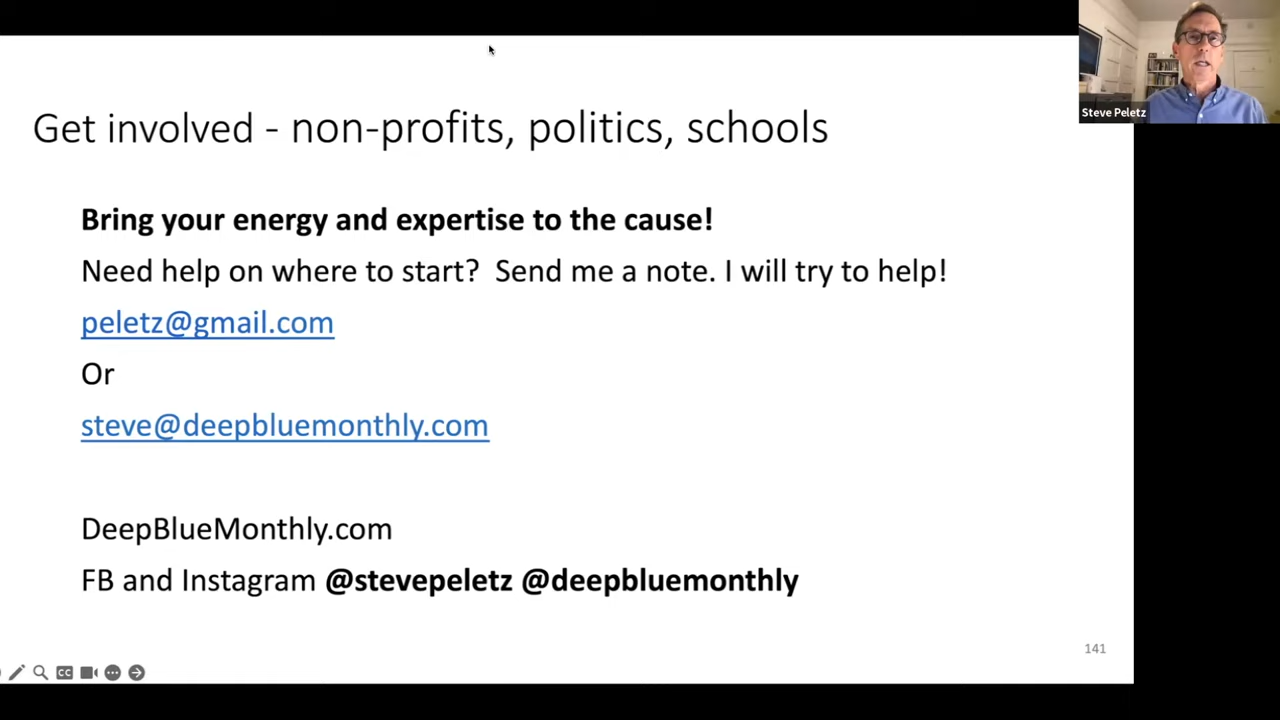 Steve Peletz
Get involved - non-profits, politics, schools
Bring your energy and expertise to the cause!
Need help on where to start?  Send me a note. I will try to help!
peletz@gmail.com
Or
steve@deepbluemonthly.com
DeepBlueMonthly.com
FB and Instagram @stevepeletz @deepbluemonthly
141
CC